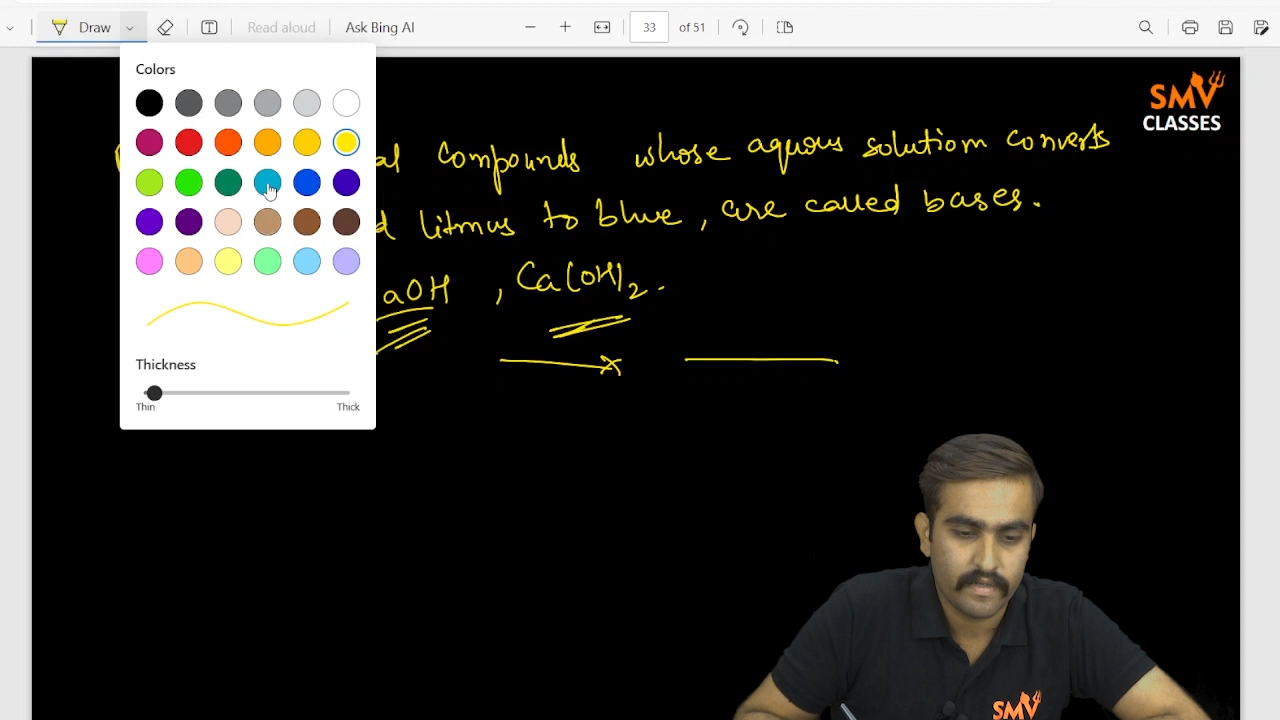 Draw Read aloud Ask Bing AI 33 of 51
Colors
SMV
CLASSES
al compounds whose aquous solution converts
d litmus to blue, are called bases.
aOH , Ca(OH)2.
Thickness
Thin Thick
SMV